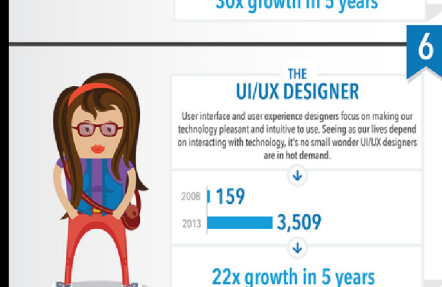 30x growth in 5 years
6
THE
UI/UX DESIGNER
User interface and user experience designers focus on making our
technology pleasant and intuitive to use. Seeing as our lives depend
on interacting with technology, it's no small wonder UI/UX designers
are in hot demand.
2008 159
2013 3,509
22x growth in 5 years